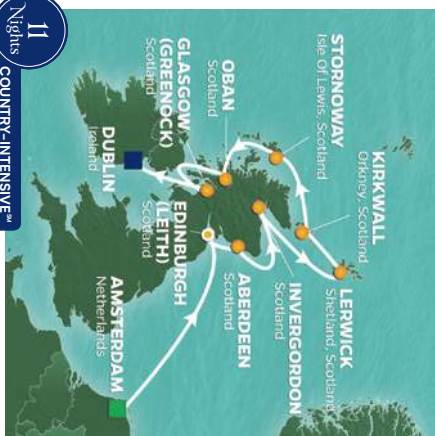 11
Nights
COUNTRY-INTENSIVE℠
STORNOWAY
Isle Of Lewis, Scotland
KIRKWALL
Orkney, Scotland
LERWICK
Shetland, Scotland
OBAN
Scotland
INVERGORDON
Scotland
GLASGOW
(GREENOCK)
Scotland
ABERDEEN
Scotland
EDINBURGH
(LEITH)
Scotland
DUBLIN
Ireland
AMSTERDAM
Netherlands